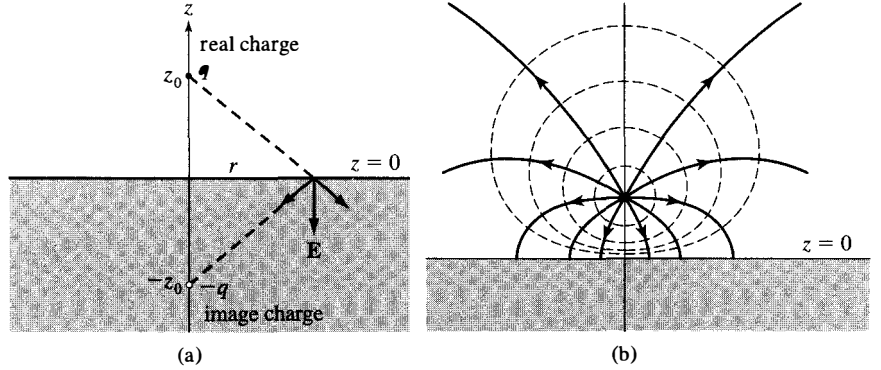 z
real charge
z₀ q
r z = 0
E
−z₀ −q
image charge
(a)
z = 0
(b)